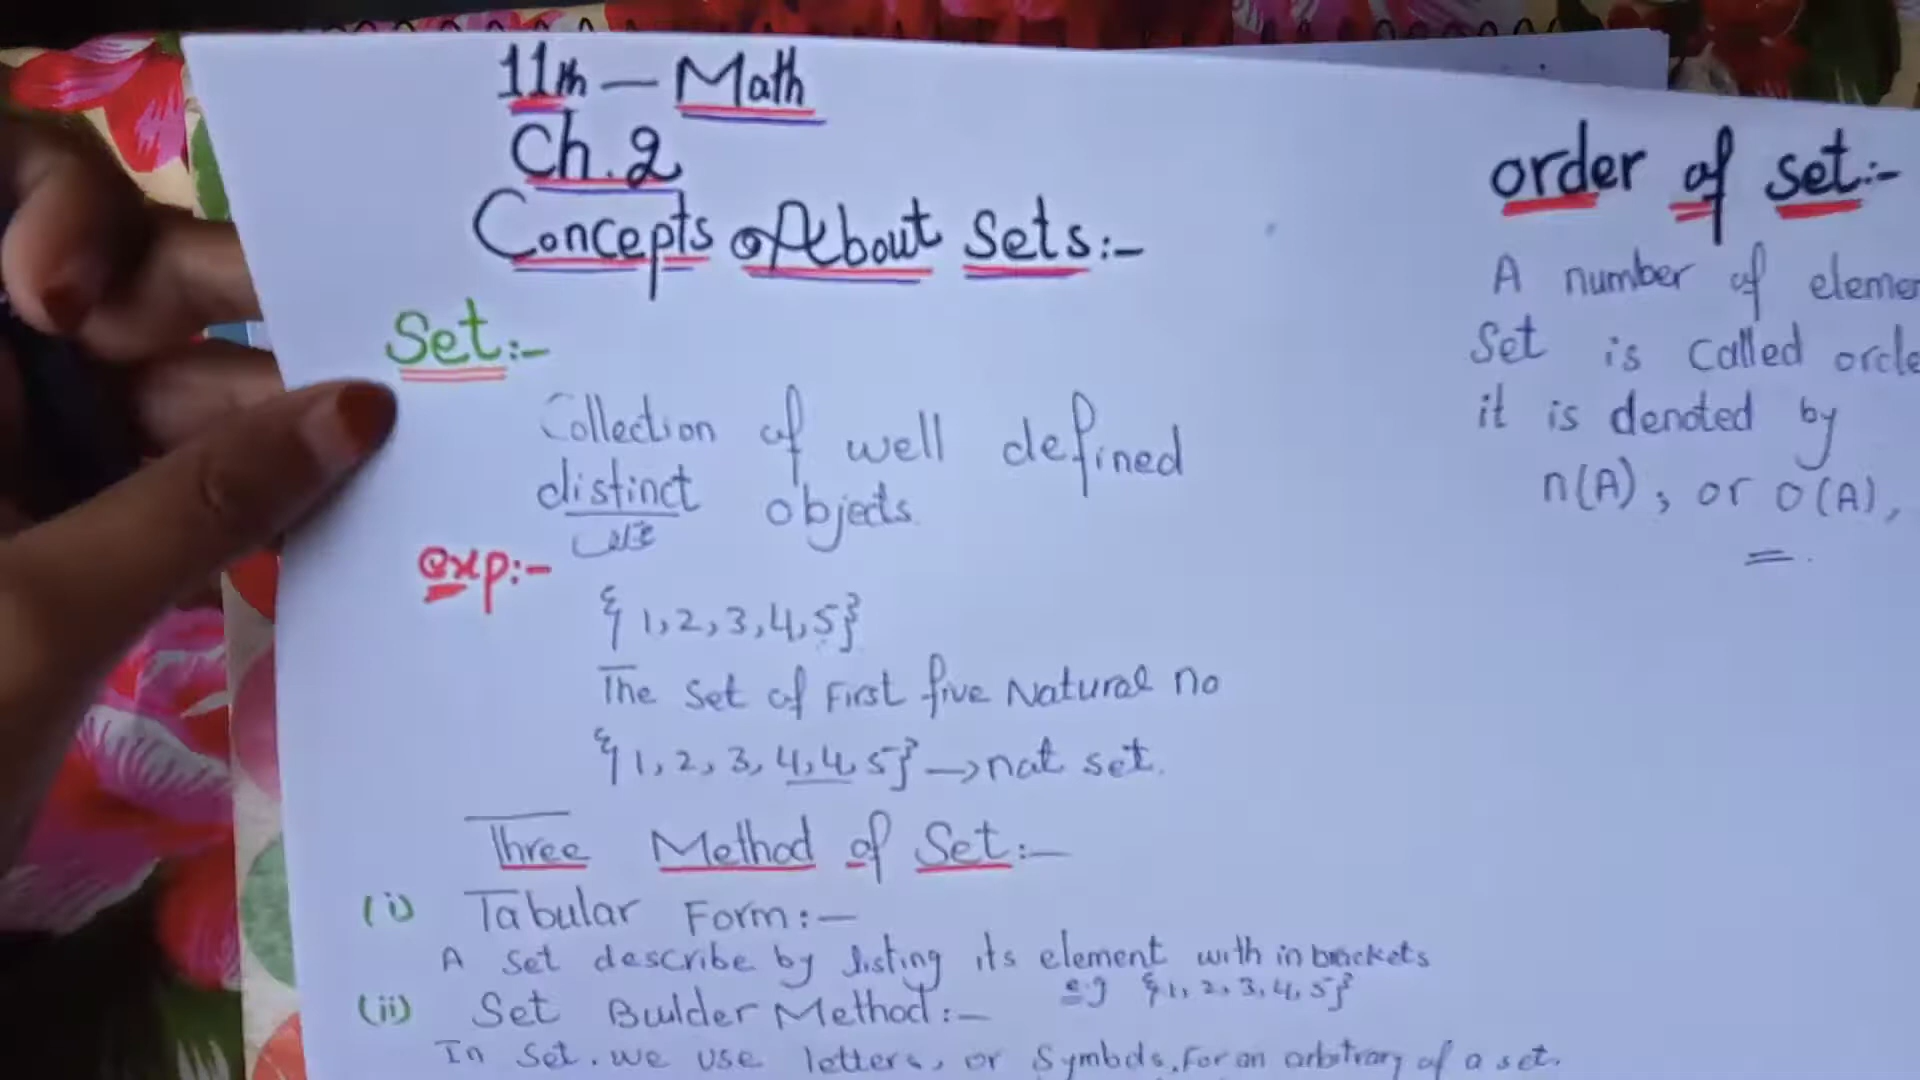 11th — Math
Ch.2
Concepts About Sets:-
Set:-
Collection of well defined
distinct objects.
exp:-
{1,2,3,4,5}
The Set of First five Natural no
{1,2,3,4,4,5} → not set.
Three Method of Set:-
(i) Tabular Form:-
A set describe by listing its element with in brackets
e.g {1,2,3,4,5}
(ii) Set Builder Method:-
In Set. we use letters, or Symbols, for an arbitrary of a set.
order of set:-
A number of elemen
Set is called orde
it is denoted by
n(A), or O(A),